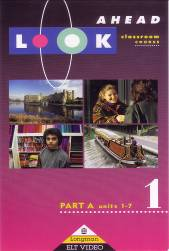 AHEAD
LOOK
classroom
course
PART A units 1-7
1
Longman
ELT VIDEO